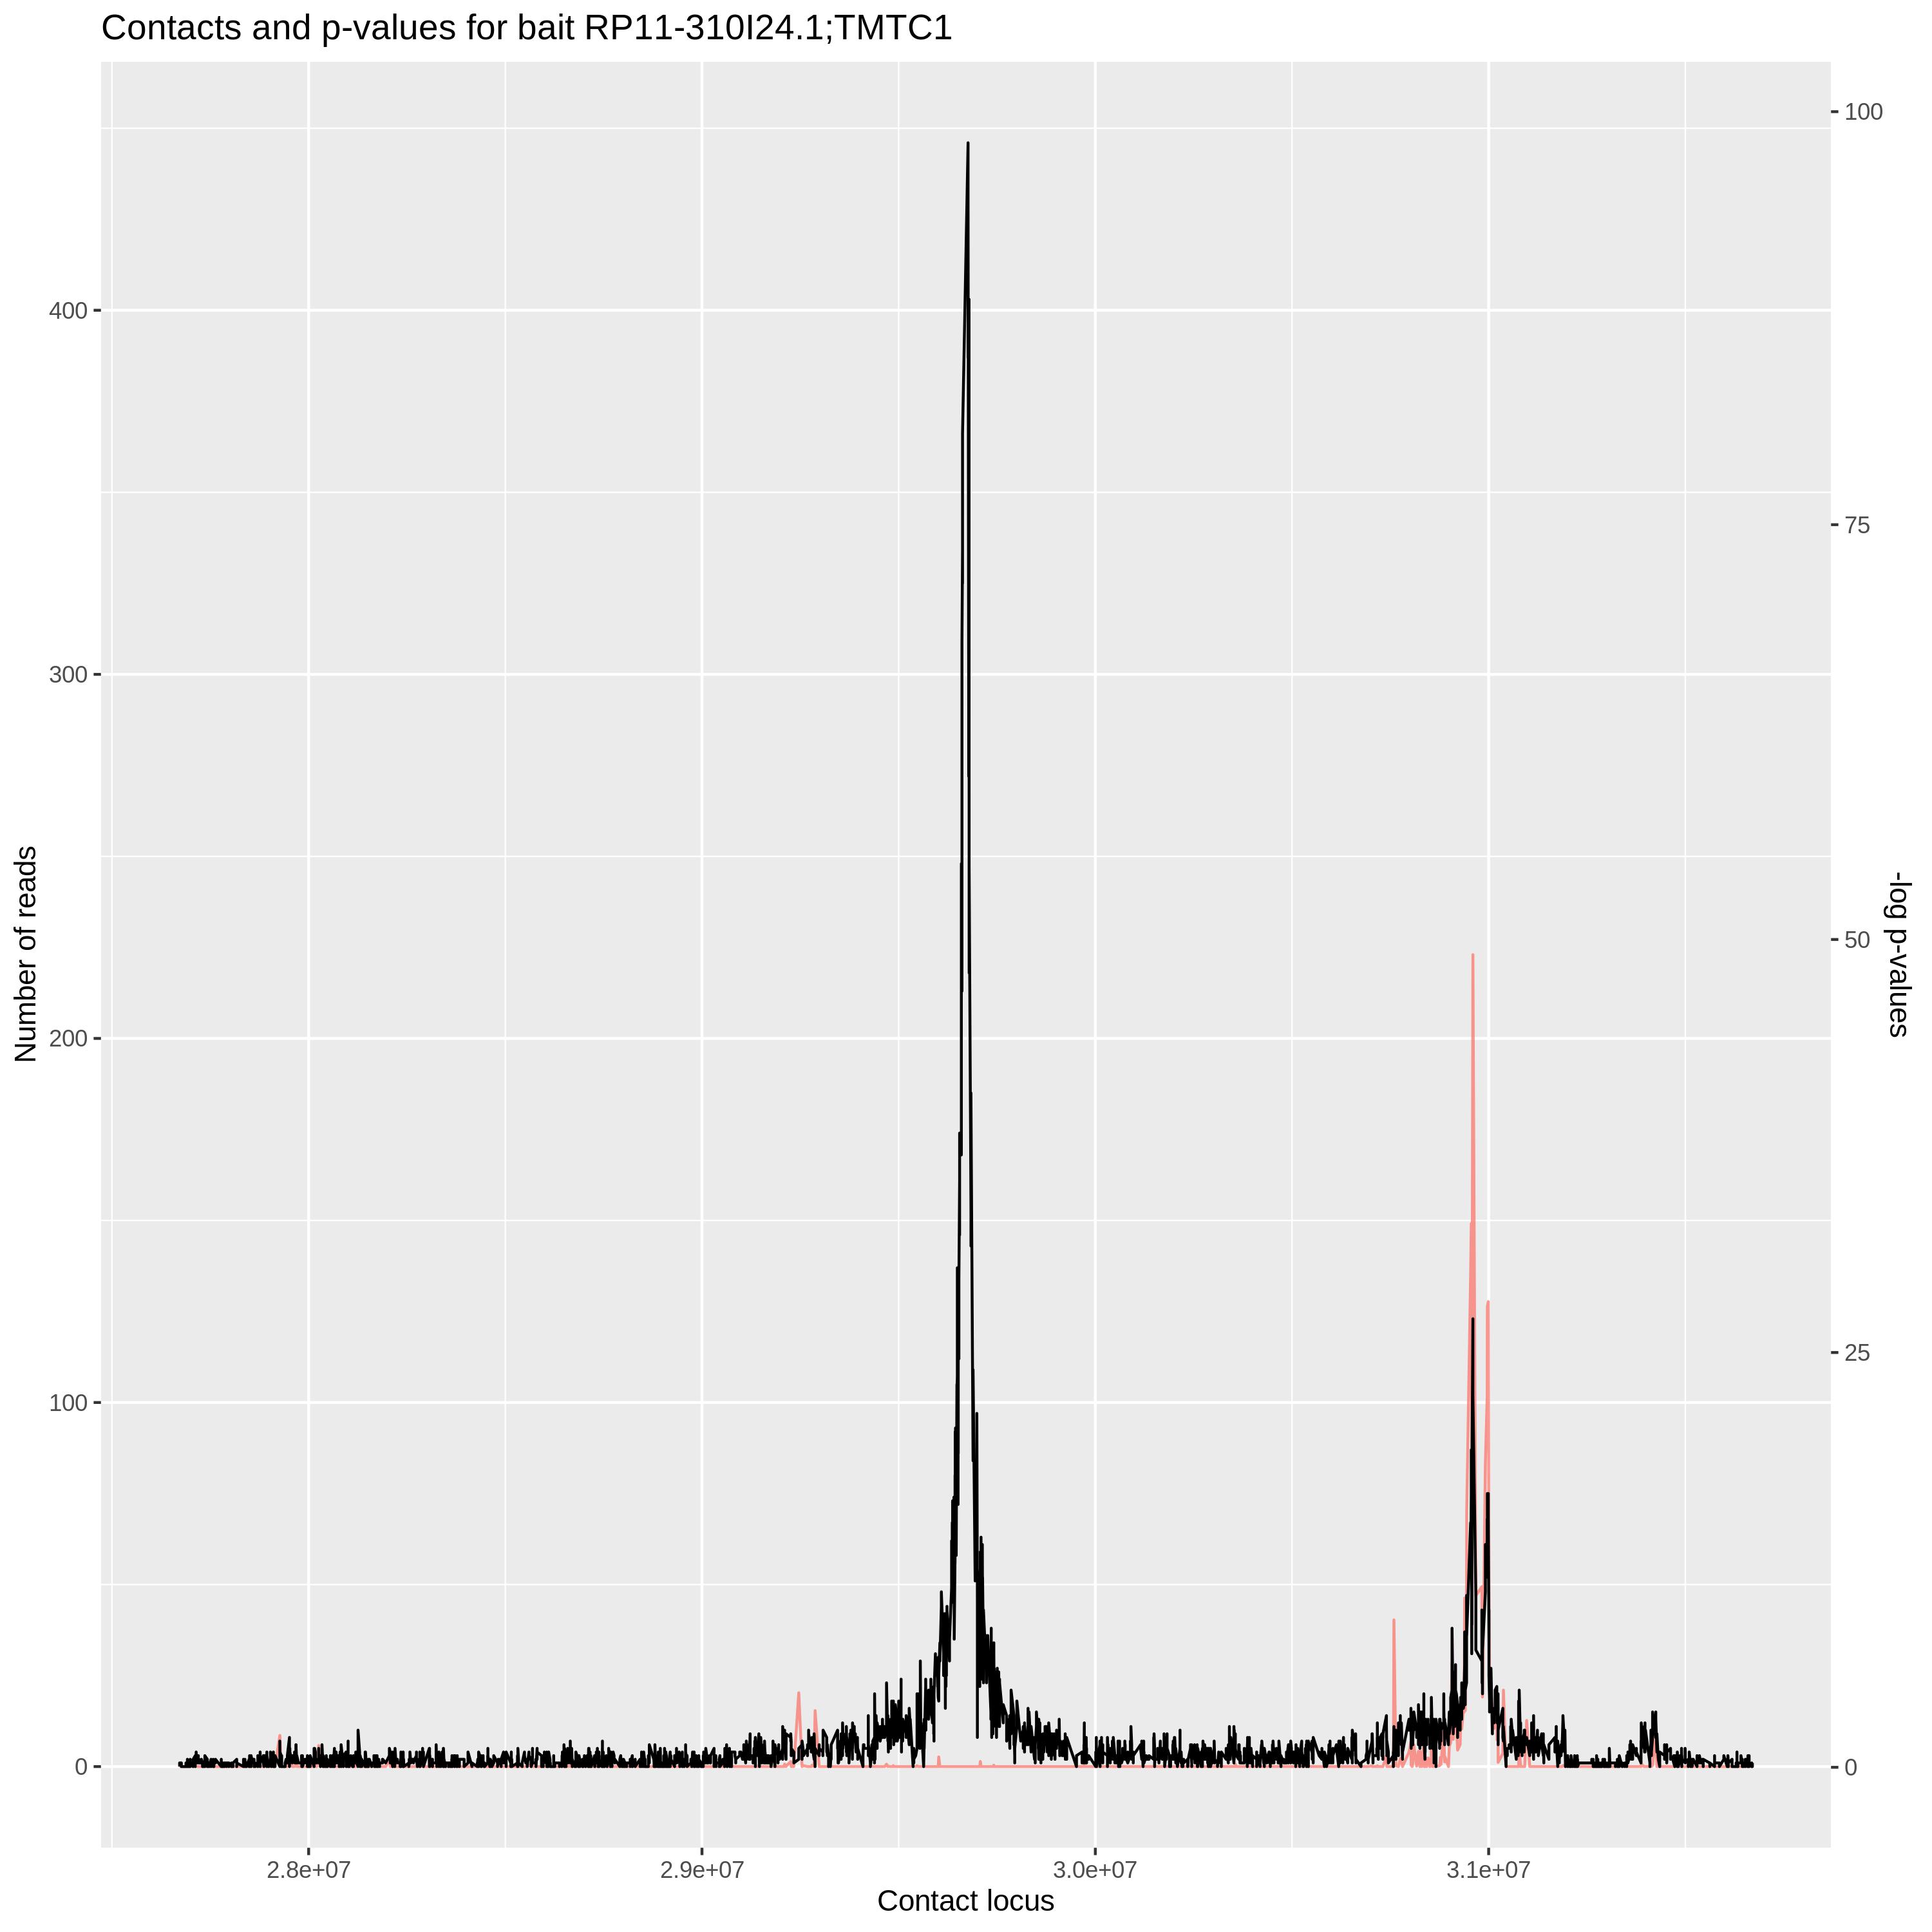 Contacts and p-values for bait RP11-310I24.1;TMTC1
Number of reads
400
300
200
100
0
100
75
50
25
0
-log p-values
2.8e+07
2.9e+07
3.0e+07
3.1e+07
Contact locus